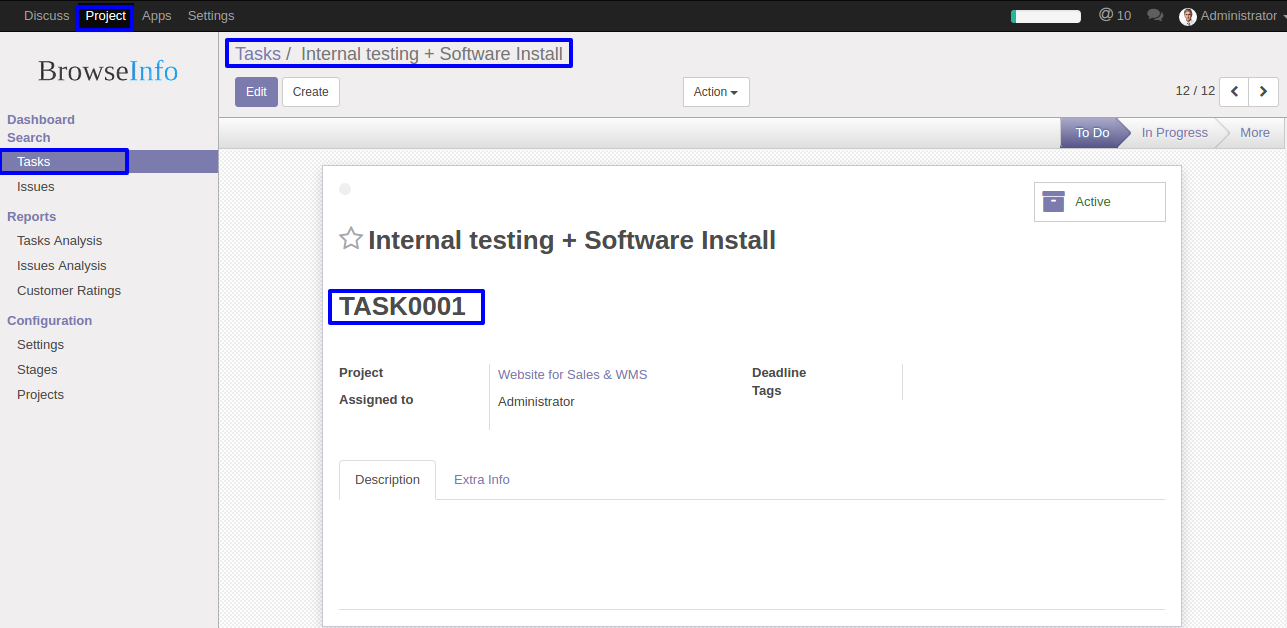 Discuss Project Apps Settings @ 10 Administrator
BrowseInfo
Dashboard
Search
Tasks
Issues
Reports
Tasks Analysis
Issues Analysis
Customer Ratings
Configuration
Settings
Stages
Projects
Tasks / Internal testing + Software Install
Edit Create Action 12 / 12
To Do In Progress More
Active
Internal testing + Software Install
TASK0001
Project Website for Sales & WMS
Assigned to Administrator
Deadline
Tags
Description Extra Info